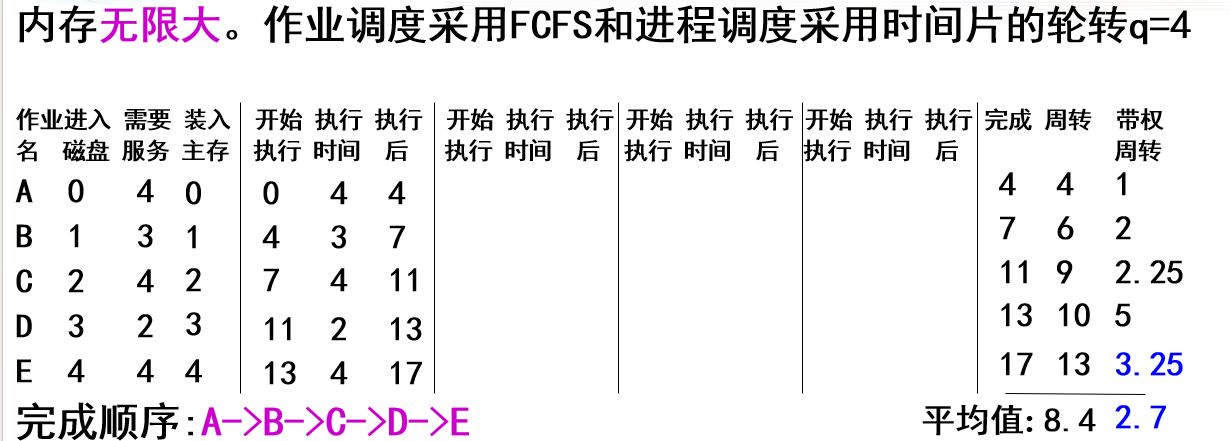 内存无限大。作业调度采用FCFS和进程调度采用时间片的轮转q=4
作业进入 需要 装入 开始 执行 执行 开始 执行 执行 开始 执行 执行 开始 执行 执行 完成 周转 带权
名 磁盘 服务 主存 执行 时间 后 执行 时间 后 执行 时间 后 执行 时间 后 周转
A 0 4 0 0 4 4 4 4 1
B 1 3 1 4 3 7 7 6 2
C 2 4 2 7 4 11 11 9 2.25
D 3 2 3 11 2 13 13 10 5
E 4 4 4 13 4 17 17 13 3.25
完成顺序:A->B->C->D->E 平均值: 8.4 2.7